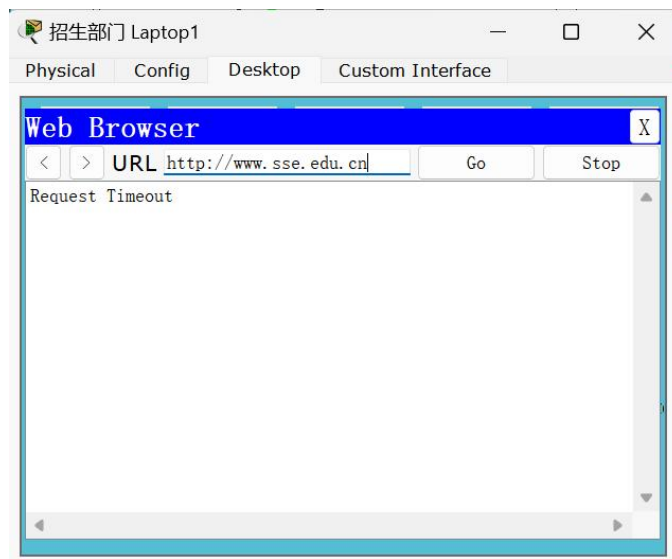 招生部门 Laptop1
Physical Config Desktop Custom Interface
Web Browser X
< > URL http://www.sse.edu.cn Go Stop
Request Timeout